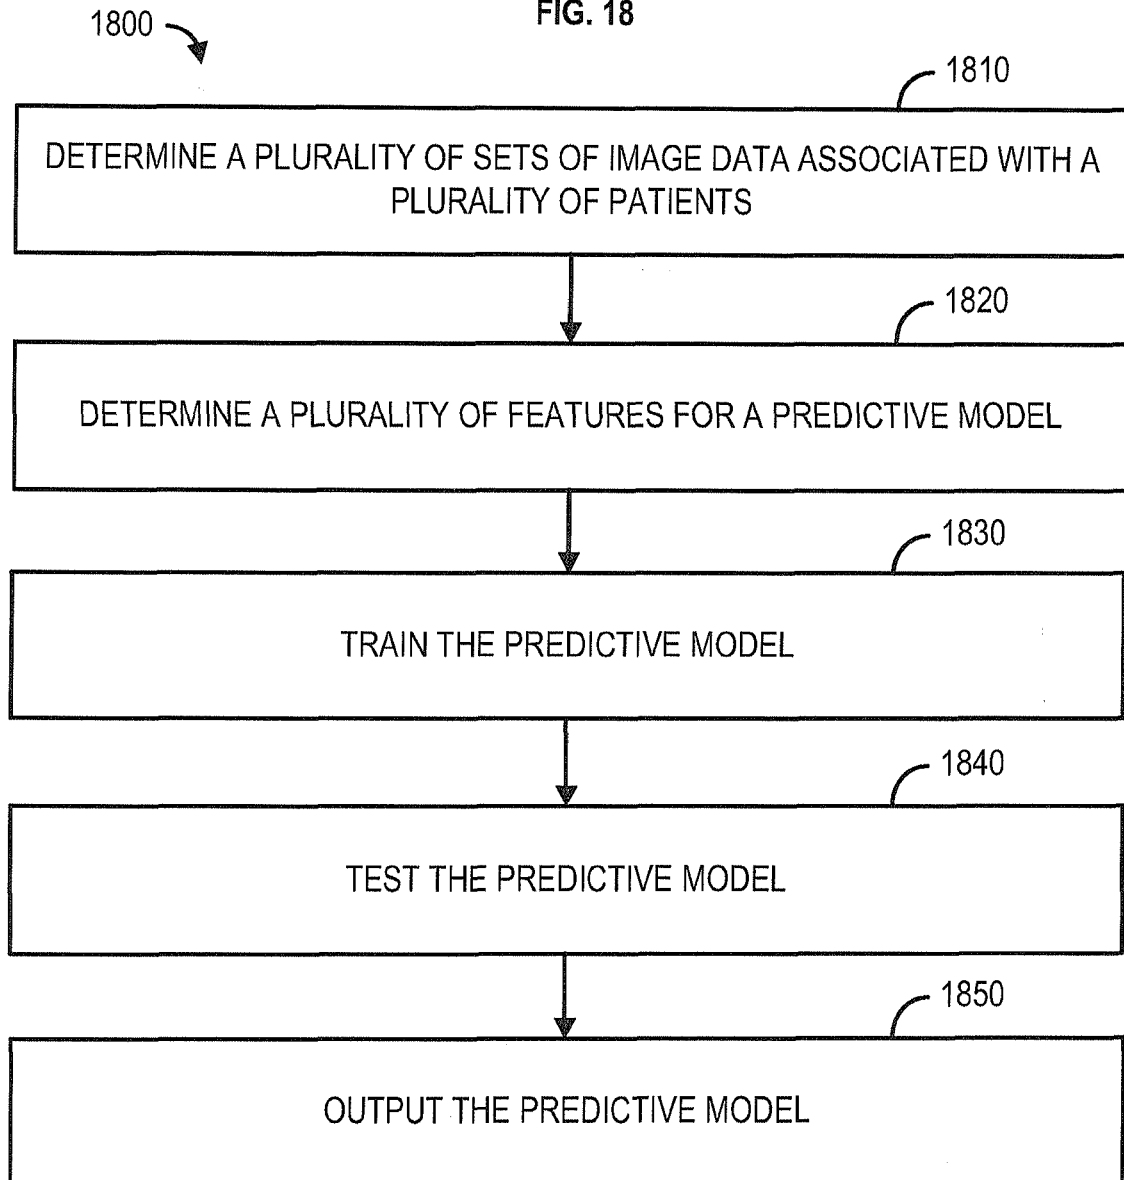 FIG. 18
1800
1810
DETERMINE A PLURALITY OF SETS OF IMAGE DATA ASSOCIATED WITH A
PLURALITY OF PATIENTS
1820
DETERMINE A PLURALITY OF FEATURES FOR A PREDICTIVE MODEL
1830
TRAIN THE PREDICTIVE MODEL
1840
TEST THE PREDICTIVE MODEL
1850
OUTPUT THE PREDICTIVE MODEL